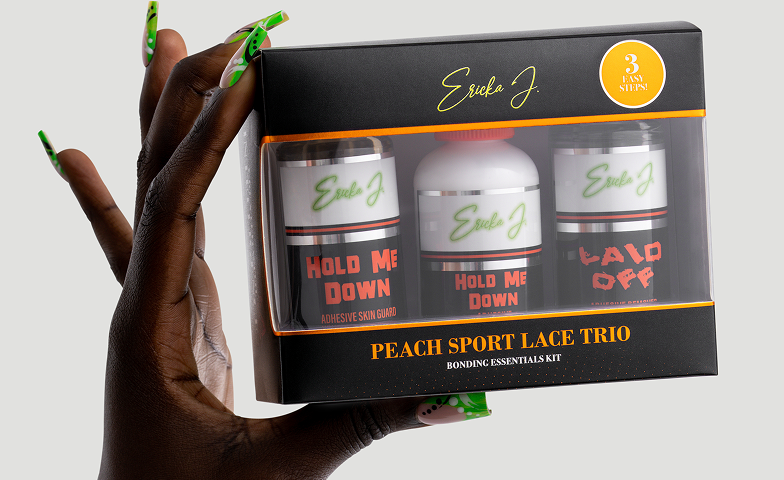 Ericka J.
3
EASY
STEPS!
Ericka J.
HOLD ME
DOWN
ADHESIVE SKIN GUARD
Ericka J.
HOLD ME
DOWN
Ericka J.
LAID
OFF
PEACH SPORT LACE TRIO
BONDING ESSENTIALS KIT